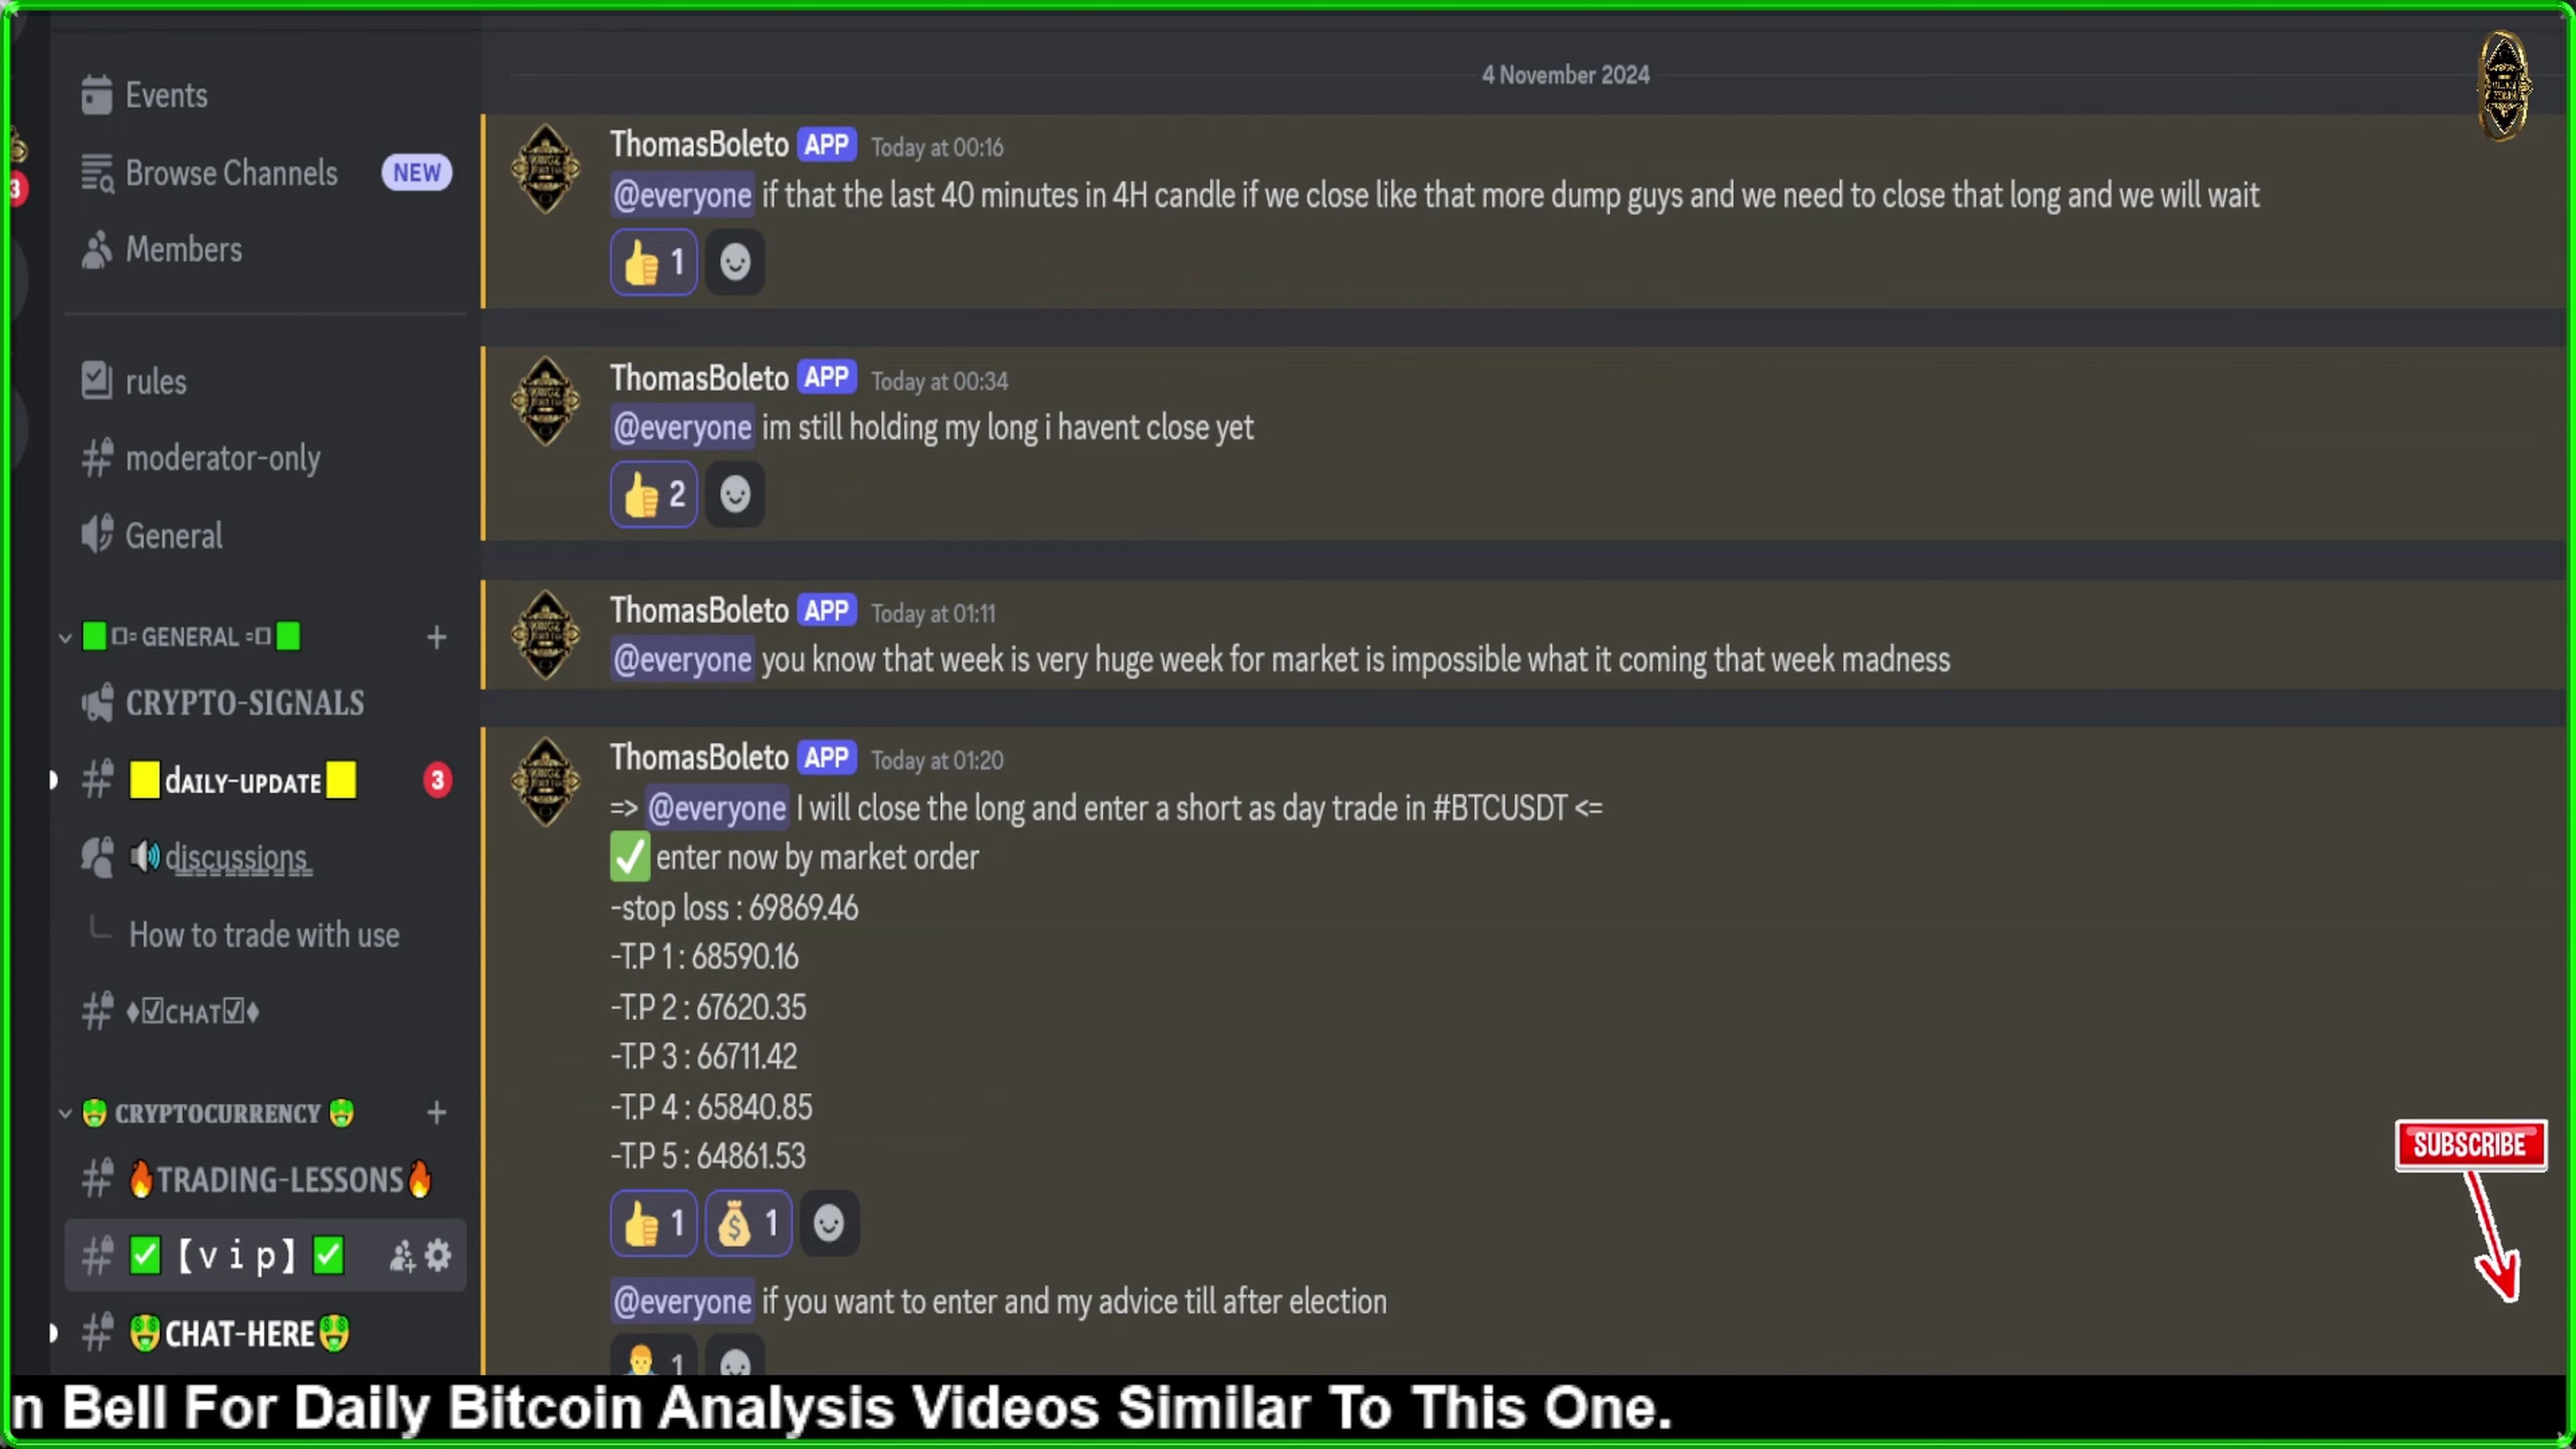 Events
Browse Channels NEW
Members
3
rules
moderator-only
General
GENERAL
CRYPTO-SIGNALS
DAILY-UPDATE 3
discussions
How to trade with use
CHAT
CRYPTOCURRENCY
TRADING-LESSONS
【v i p】
CHAT-HERE
4 November 2024
ThomasBoleto APP Today at 00:16
@everyone if that the last 40 minutes in 4H candle if we close like that more dump guys and we need to close that long and we will wait
👍 1
ThomasBoleto APP Today at 00:34
@everyone im still holding my long i havent close yet
👍 2
ThomasBoleto APP Today at 01:11
@everyone you know that week is very huge week for market is impossible what it coming that week madness
ThomasBoleto APP Today at 01:20
=> @everyone I will close the long and enter a short as day trade in #BTCUSDT <=
✅ enter now by market order
-stop loss : 69869.46
-T.P 1 : 68590.16
-T.P 2 : 67620.35
-T.P 3 : 66711.42
-T.P 4 : 65840.85
-T.P 5 : 64861.53
👍 1 💰 1
@everyone if you want to enter and my advice till after election
1
SUBSCRIBE
n Bell For Daily Bitcoin Analysis Videos Similar To This One.